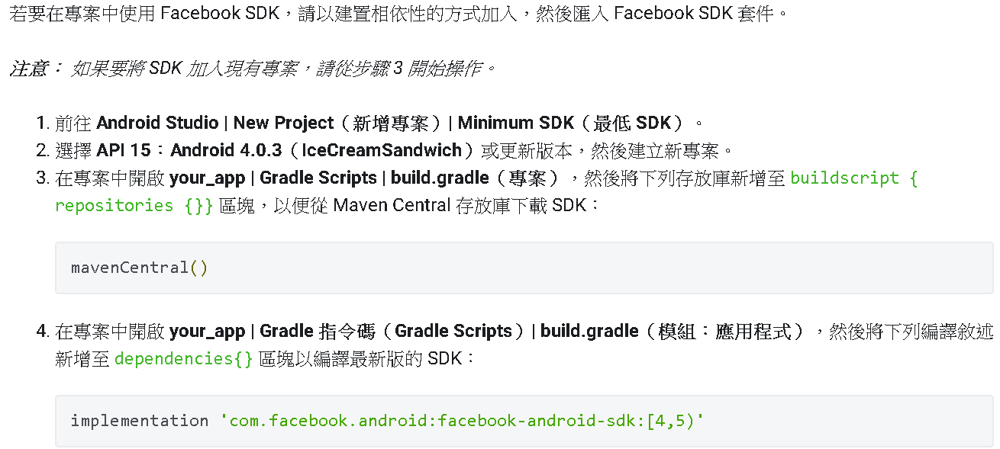 若要在專案中使用 Facebook SDK，請以建置相依性的方式加入，然後匯入 Facebook SDK 套件。
注意： 如果要將 SDK 加入現有專案，請從步驟 3 開始操作。
1. 前往 Android Studio | New Project（新增專案）| Minimum SDK（最低 SDK）。
2. 選擇 API 15：Android 4.0.3（IceCreamSandwich）或更新版本，然後建立新專案。
3. 在專案中開啟 your_app | Gradle Scripts | build.gradle（專案），然後將下列存放庫新增至 buildscript {
repositories {}} 區塊，以便從 Maven Central 存放庫下載 SDK：
mavenCentral()
4. 在專案中開啟 your_app | Gradle 指令碼（Gradle Scripts）| build.gradle（模組：應用程式），然後將下列編譯敘述
新增至 dependencies{} 區塊以編譯最新版的 SDK：
implementation 'com.facebook.android:facebook-android-sdk:[4,5)'